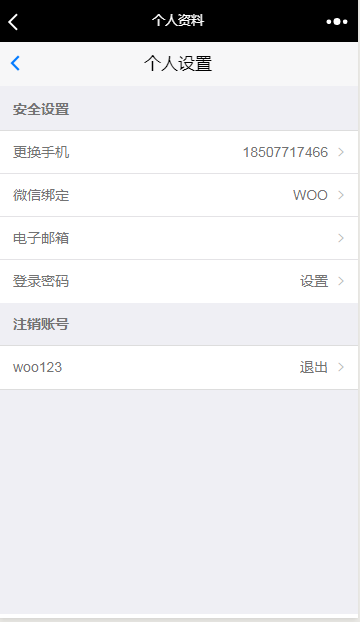 个人资料
个人设置
安全设置
更换手机 18507717466
微信绑定 WOO
电子邮箱
登录密码 设置
注销账号
woo123 退出